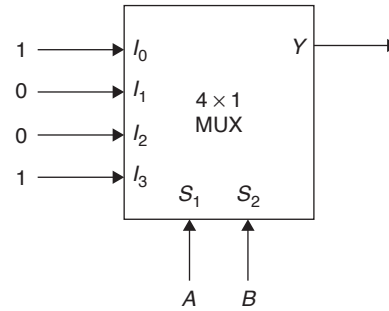 1 I₀ Y
0 I₁
4 × 1
0 I₂
MUX
1 I₃
S₁ S₂
A B